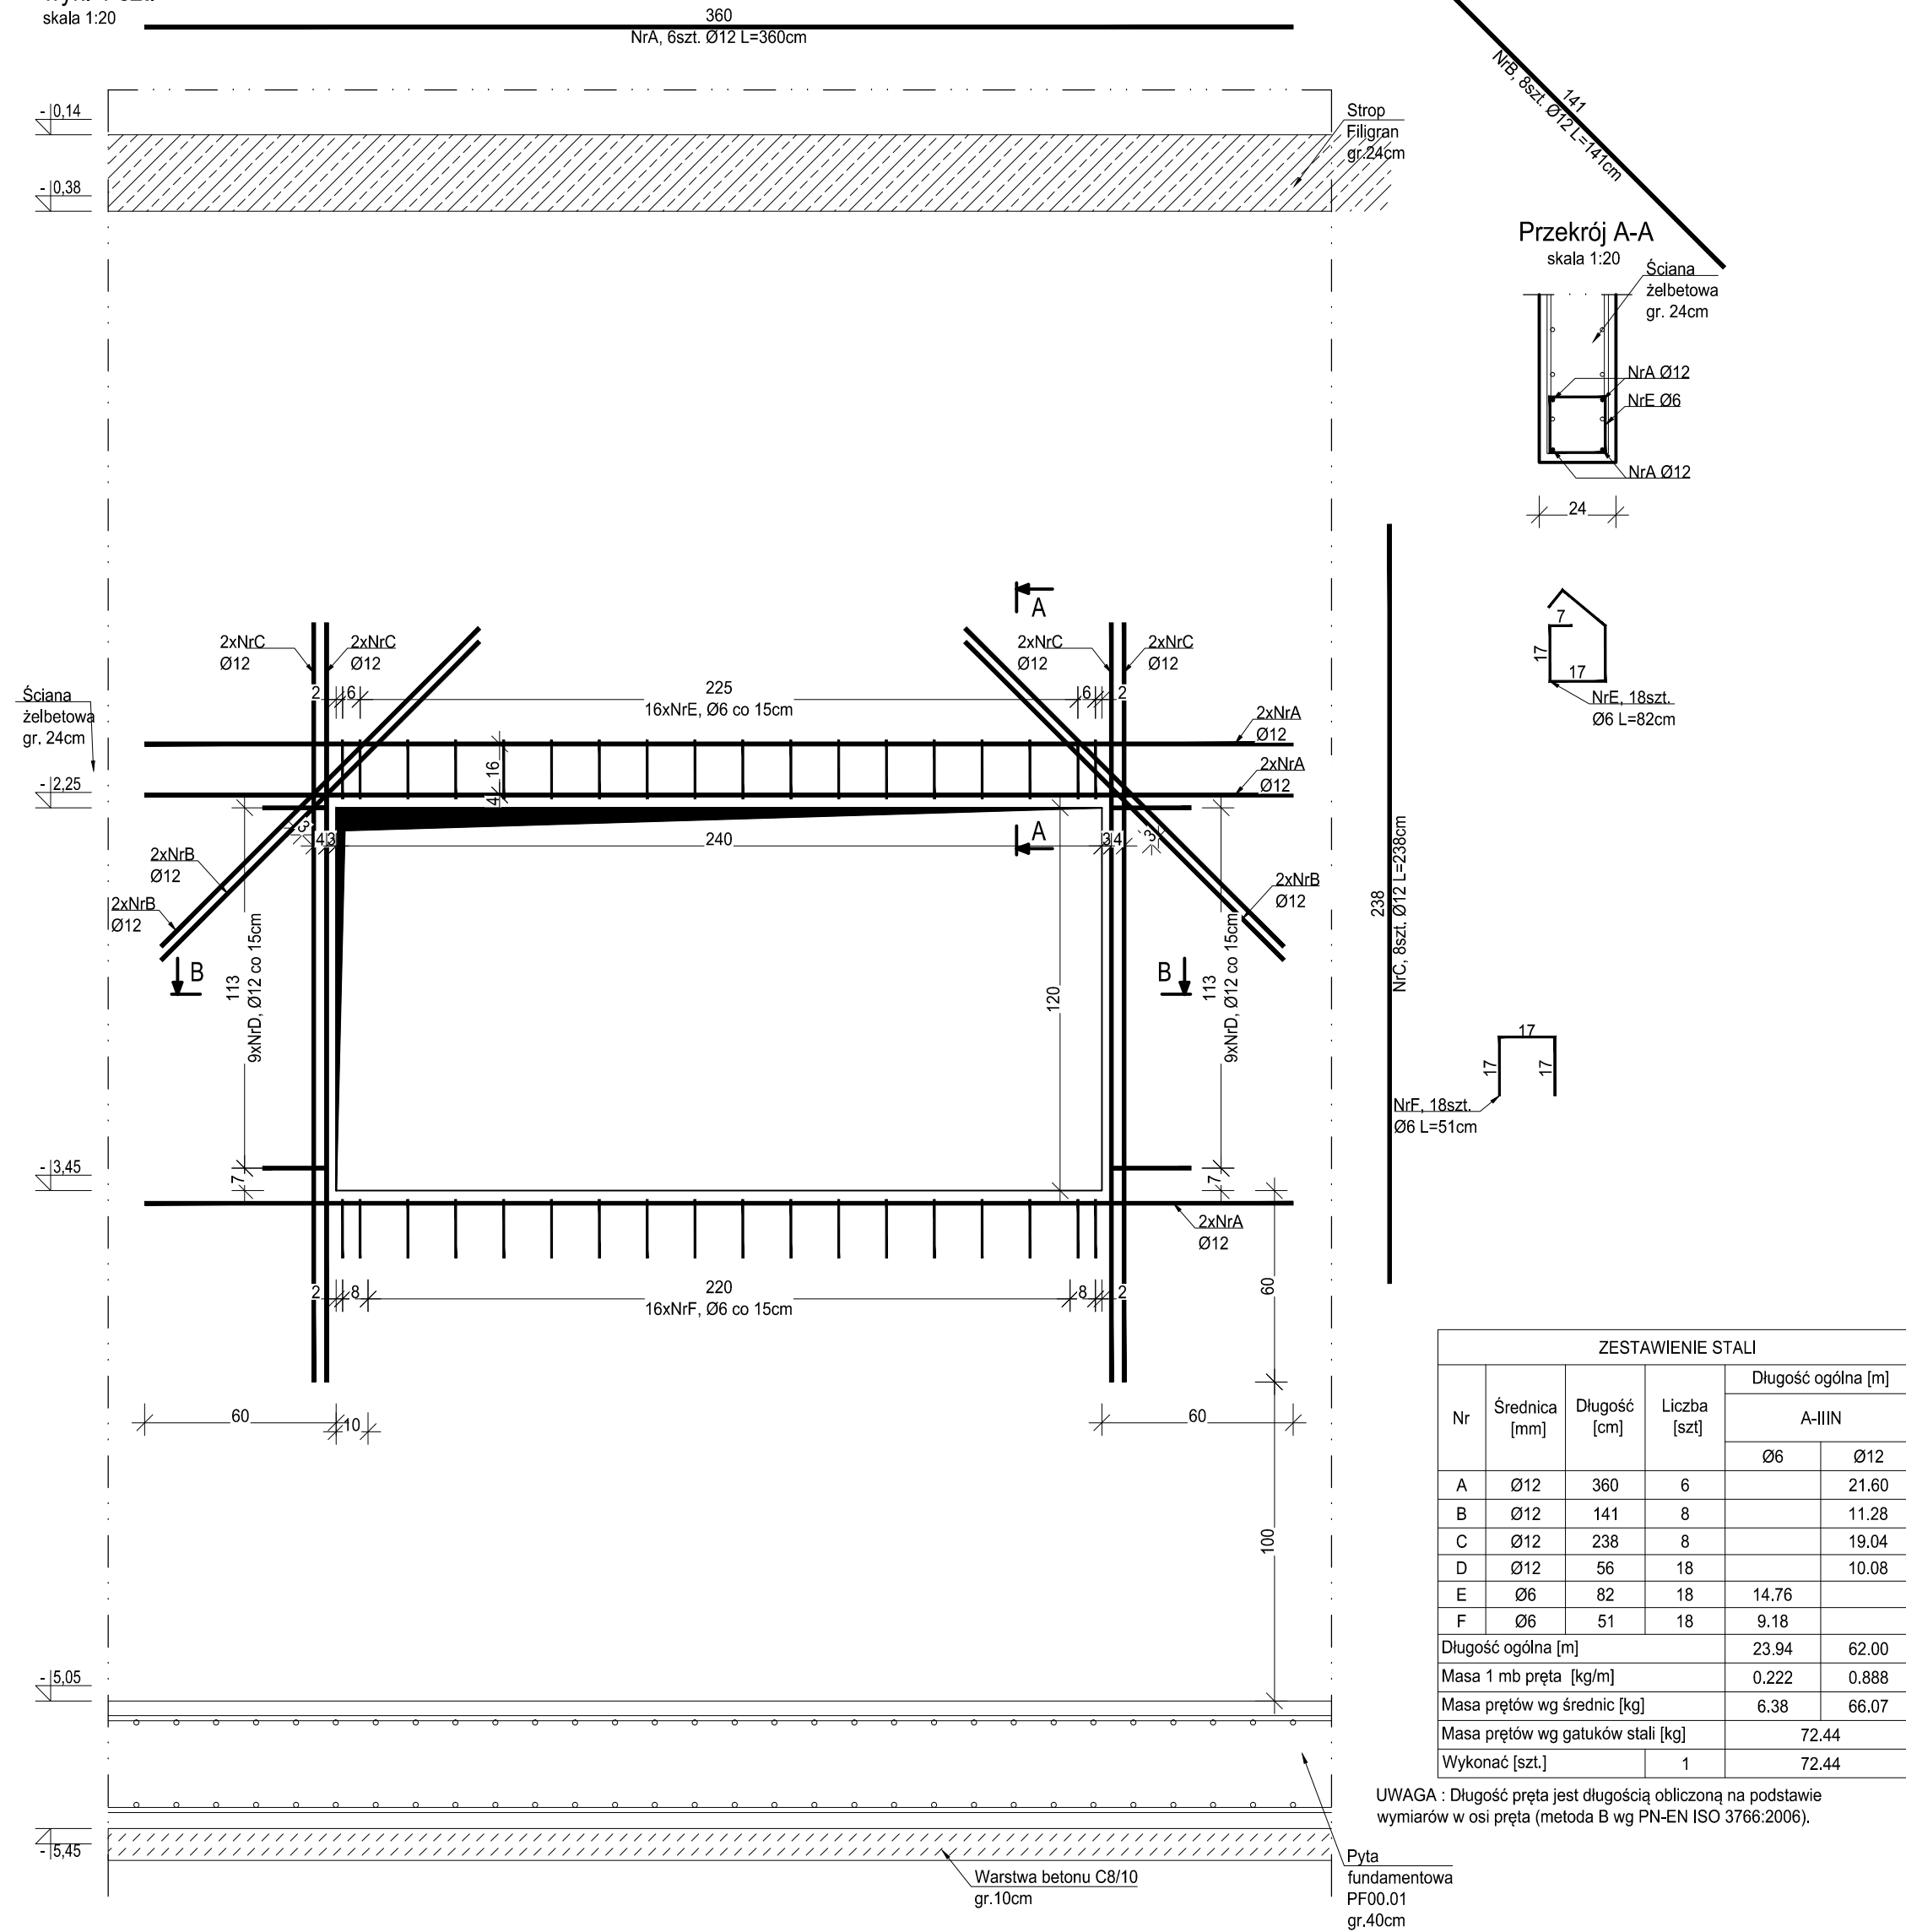 skala 1:20
360
NrA, 6szt. Ø12 L=360cm
141
NrB, 8szt. Ø12 L=141cm
- 0,14
- 0,38
Strop
Filigran
gr.24cm
Przekrój A-A
skala 1:20
Ściana
żelbetowa
gr. 24cm
NrA Ø12
NrE Ø6
NrA Ø12
24
A
2xNrC
Ø12
2xNrC
Ø12
2xNrC
Ø12
2xNrC
Ø12
7
17
17
NrE, 18szt.
Ø6 L=82cm
2
6
225
16xNrE, Ø6 co 15cm
6
2
Ściana
żelbetowa
gr. 24cm
2xNrA
Ø12
2xNrA
Ø12
16
4
- 2,25
3
4
3
240
A
3
4
3
2xNrB
Ø12
2xNrB
Ø12
2xNrB
Ø12
113
9xNrD, Ø12 co 15cm
B
120
B
113
9xNrD, Ø12 co 15cm
238
NrC, 8szt. Ø12 L=238cm
17
17
17
NrF, 18szt.
Ø6 L=51cm
- 3,45
7
7
2xNrA
Ø12
2
8
220
16xNrF, Ø6 co 15cm
8
2
60
60
10
60
100
ZESTAWIENIE STALI
Nr
Średnica
[mm]
Długość
[cm]
Liczba
[szt]
Długość ogólna [m]
A-IIIN
Ø6 Ø12
A Ø12 360 6 21.60
B Ø12 141 8 11.28
C Ø12 238 8 19.04
D Ø12 56 18 10.08
E Ø6 82 18 14.76
F Ø6 51 18 9.18
Długość ogólna [m] 23.94 62.00
Masa 1 mb pręta [kg/m] 0.222 0.888
Masa prętów wg średnic [kg] 6.38 66.07
Masa prętów wg gatuków stali [kg] 72.44
Wykonać [szt.] 1 72.44
UWAGA : Długość pręta jest długością obliczoną na podstawie
wymiarów w osi pręta (metoda B wg PN-EN ISO 3766:2006).
- 5,05
- 5,45
Warstwa betonu C8/10
gr.10cm
Pyta
fundamentowa
PF00.01
gr.40cm